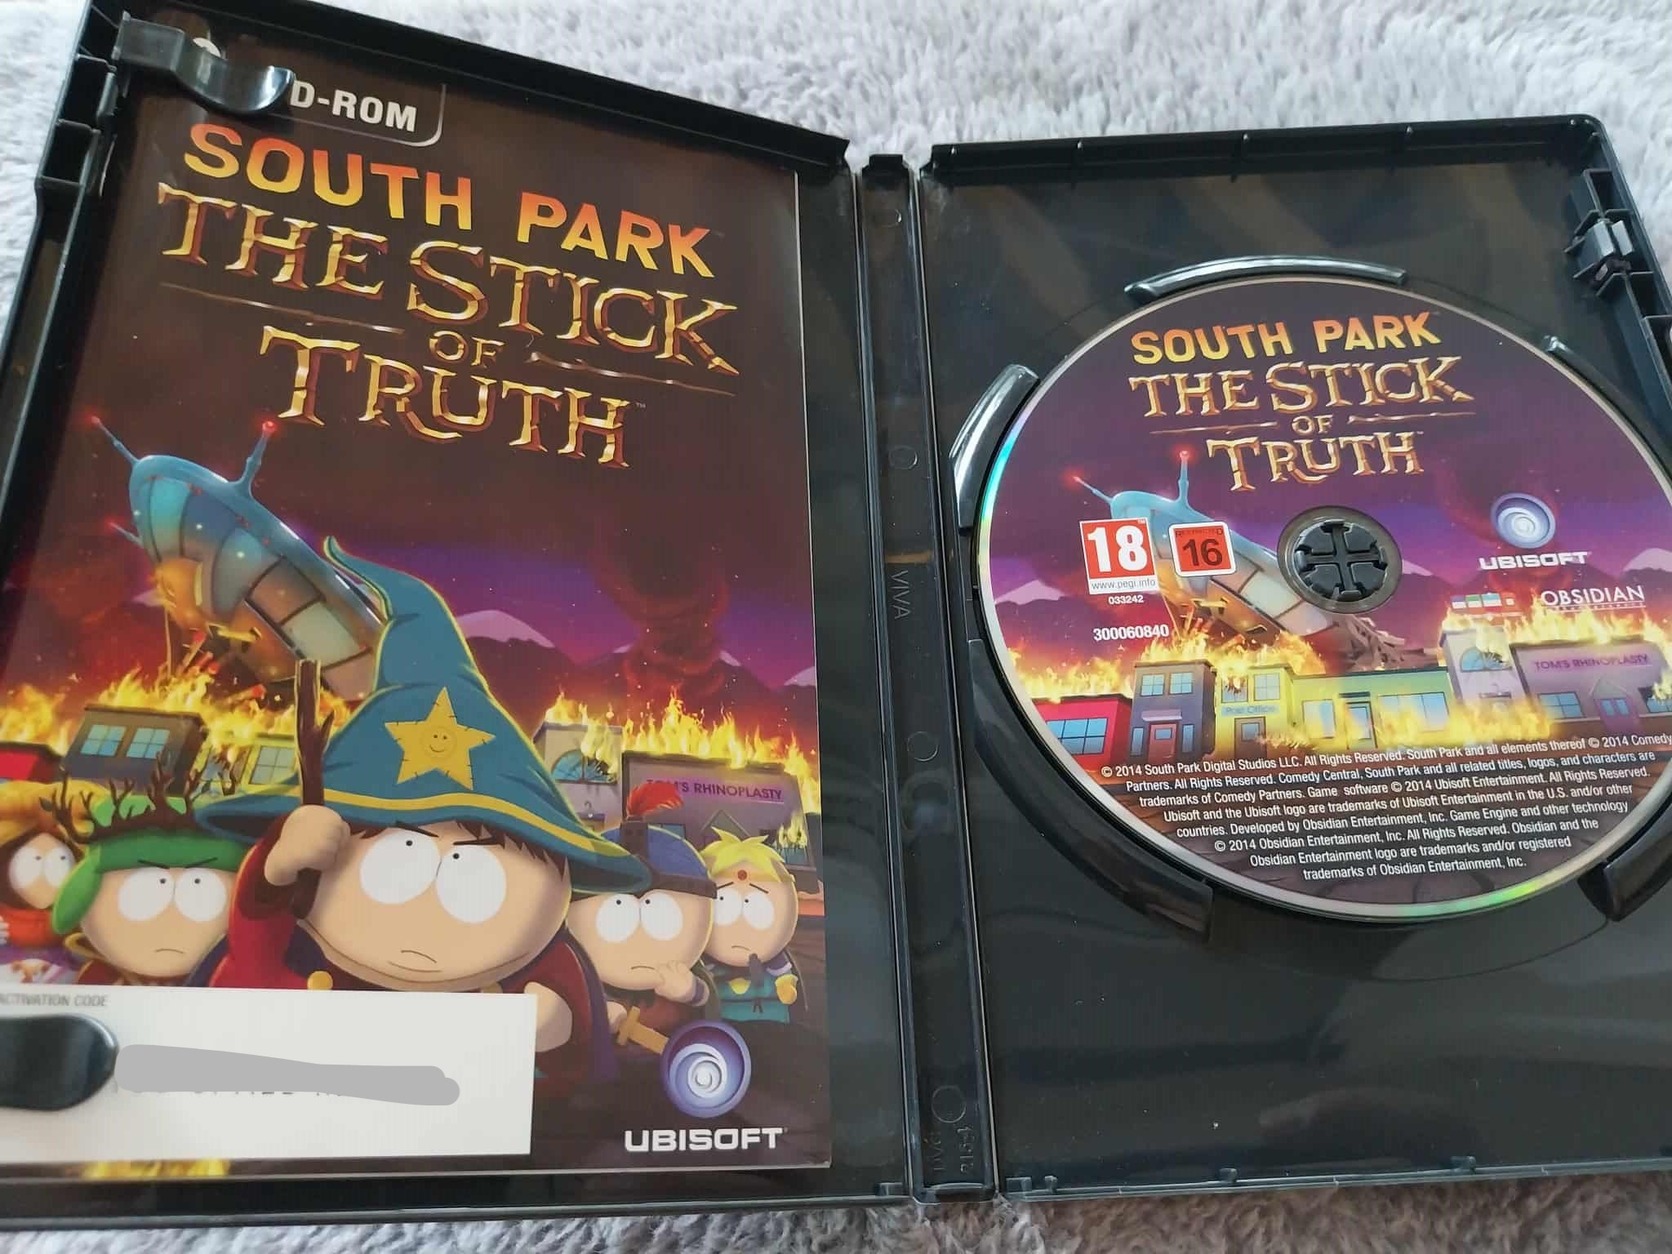 D-ROM
SOUTH PARK
THE STICK
OF
TRUTH
™
M'S RHINOPLASTY
ACTIVATION CODE
UBISOFT
VIVA
SOUTH PARK
THE STICK
OF
TRUTH
18
www.pegi.info
033242
16
300060840
UBISOFT
OBSIDIAN
Post Office
TOM'S RHINOPLASTY
© 2014 South Park Digital Studios LLC. All Rights Reserved. South Park and all elements thereof © 2014 Comedy
Partners. All Rights Reserved. Comedy Central, South Park and all related titles, logos, and characters are
trademarks of Comedy Partners. Game software © 2014 Ubisoft Entertainment. All Rights Reserved.
Ubisoft and the Ubisoft logo are trademarks of Ubisoft Entertainment in the U.S. and/or other
countries. Developed by Obsidian Entertainment, Inc. Game Engine and other technology
© 2014 Obsidian Entertainment, Inc. All Rights Reserved. Obsidian and the
Obsidian Entertainment logo are trademarks and/or registered
trademarks of Obsidian Entertainment, Inc.